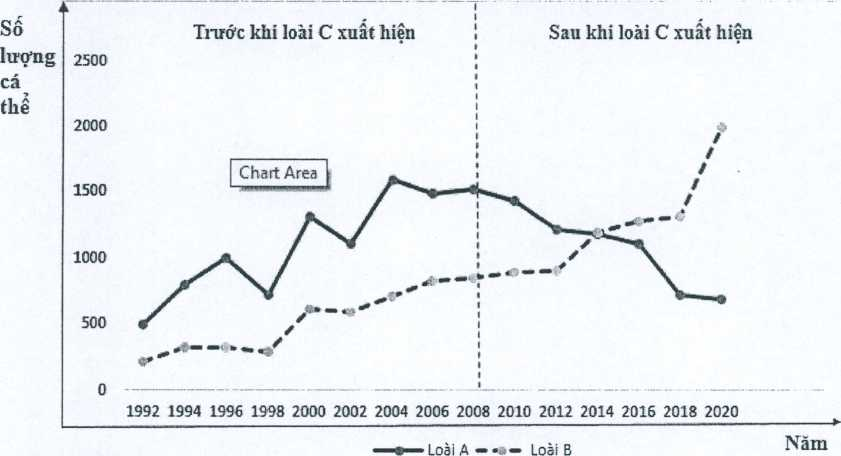 Số
lượng
cá
thể
Trước khi loài C xuất hiện
Sau khi loài C xuất hiện
2500
2000
1500
1000
500
0
Chart Area
1992 1994 1996 1998 2000 2002 2004 2006 2008 2010 2012 2014 2016 2018 2020
Năm
Loài A
Loài B